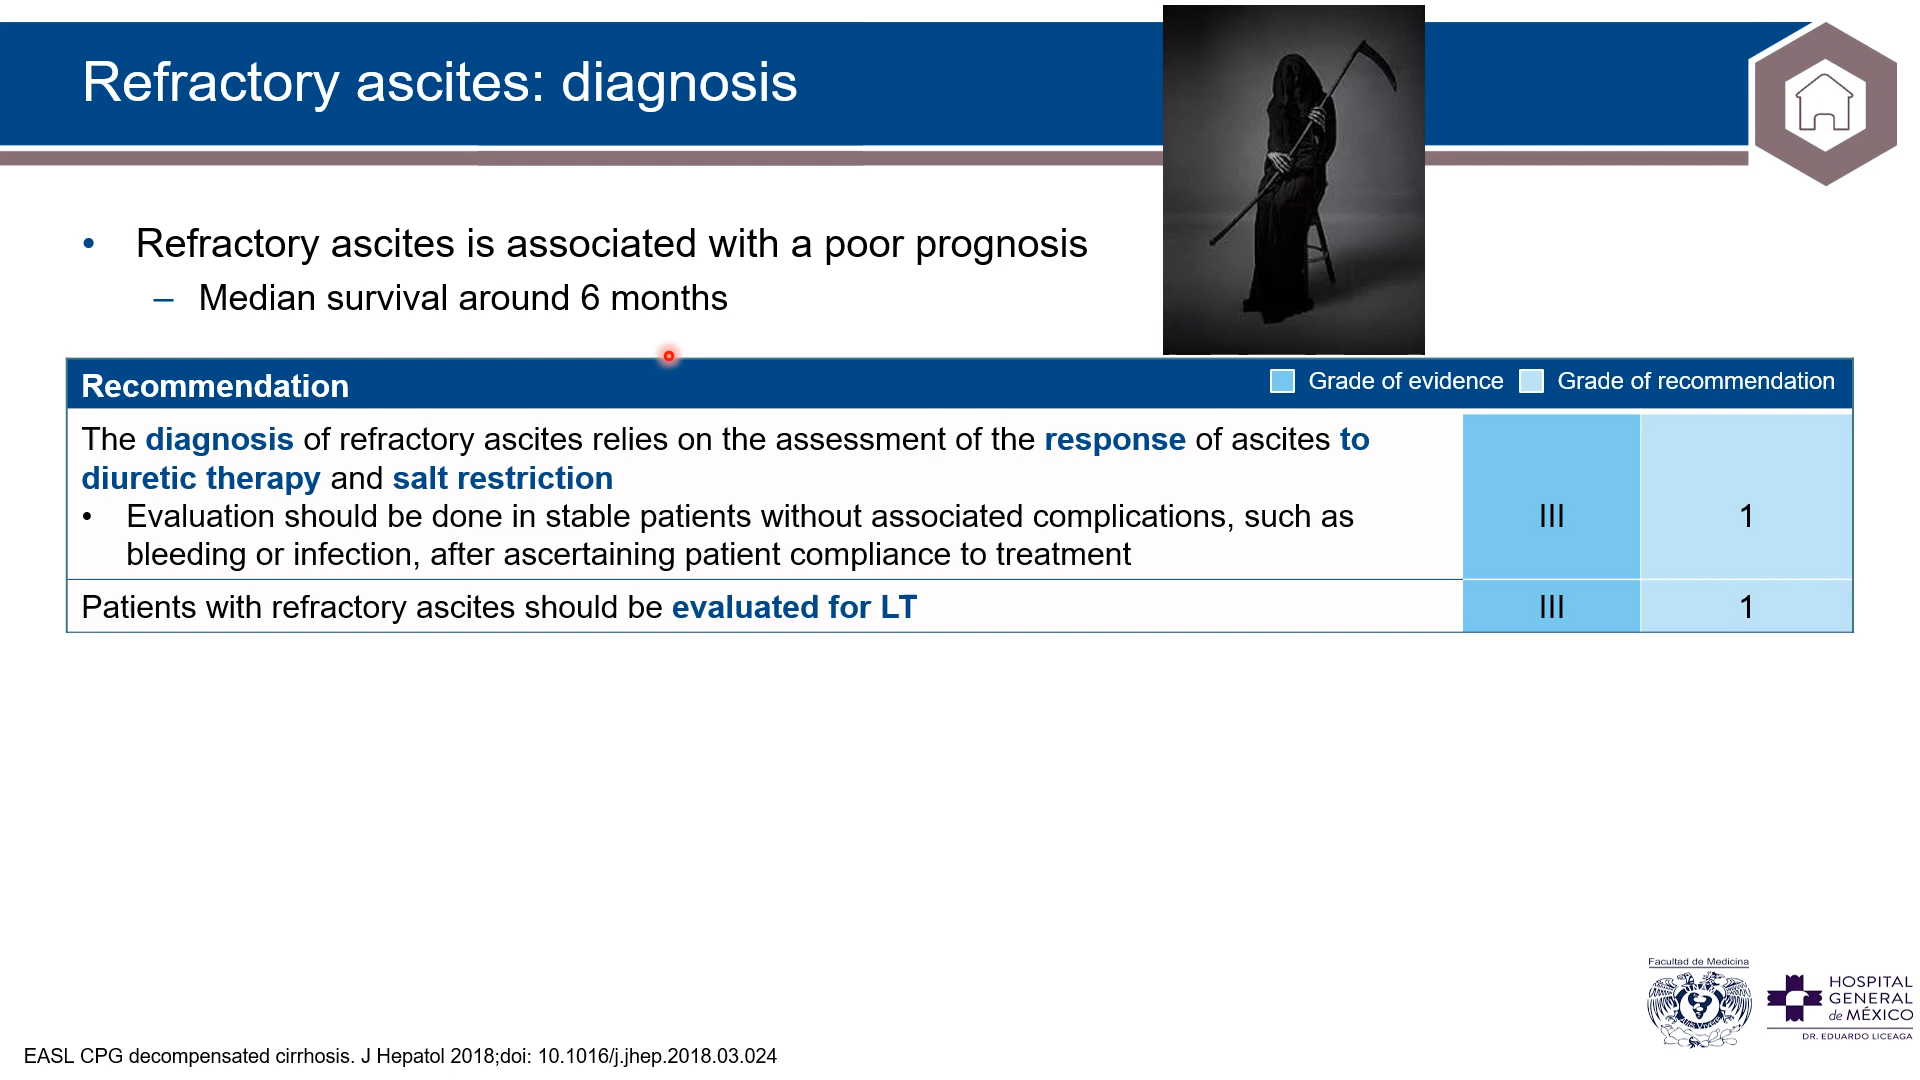 Refractory ascites: diagnosis
• Refractory ascites is associated with a poor prognosis
– Median survival around 6 months
Recommendation
Grade of evidence
Grade of recommendation
The diagnosis of refractory ascites relies on the assessment of the response of ascites to
diuretic therapy and salt restriction
• Evaluation should be done in stable patients without associated complications, such as
bleeding or infection, after ascertaining patient compliance to treatment
III
1
Patients with refractory ascites should be evaluated for LT
III
1
Facultad de Medicina
HOSPITAL
GENERAL
de MÉXICO
DR. EDUARDO LICEAGA
EASL CPG decompensated cirrhosis. J Hepatol 2018;doi: 10.1016/j.jhep.2018.03.024